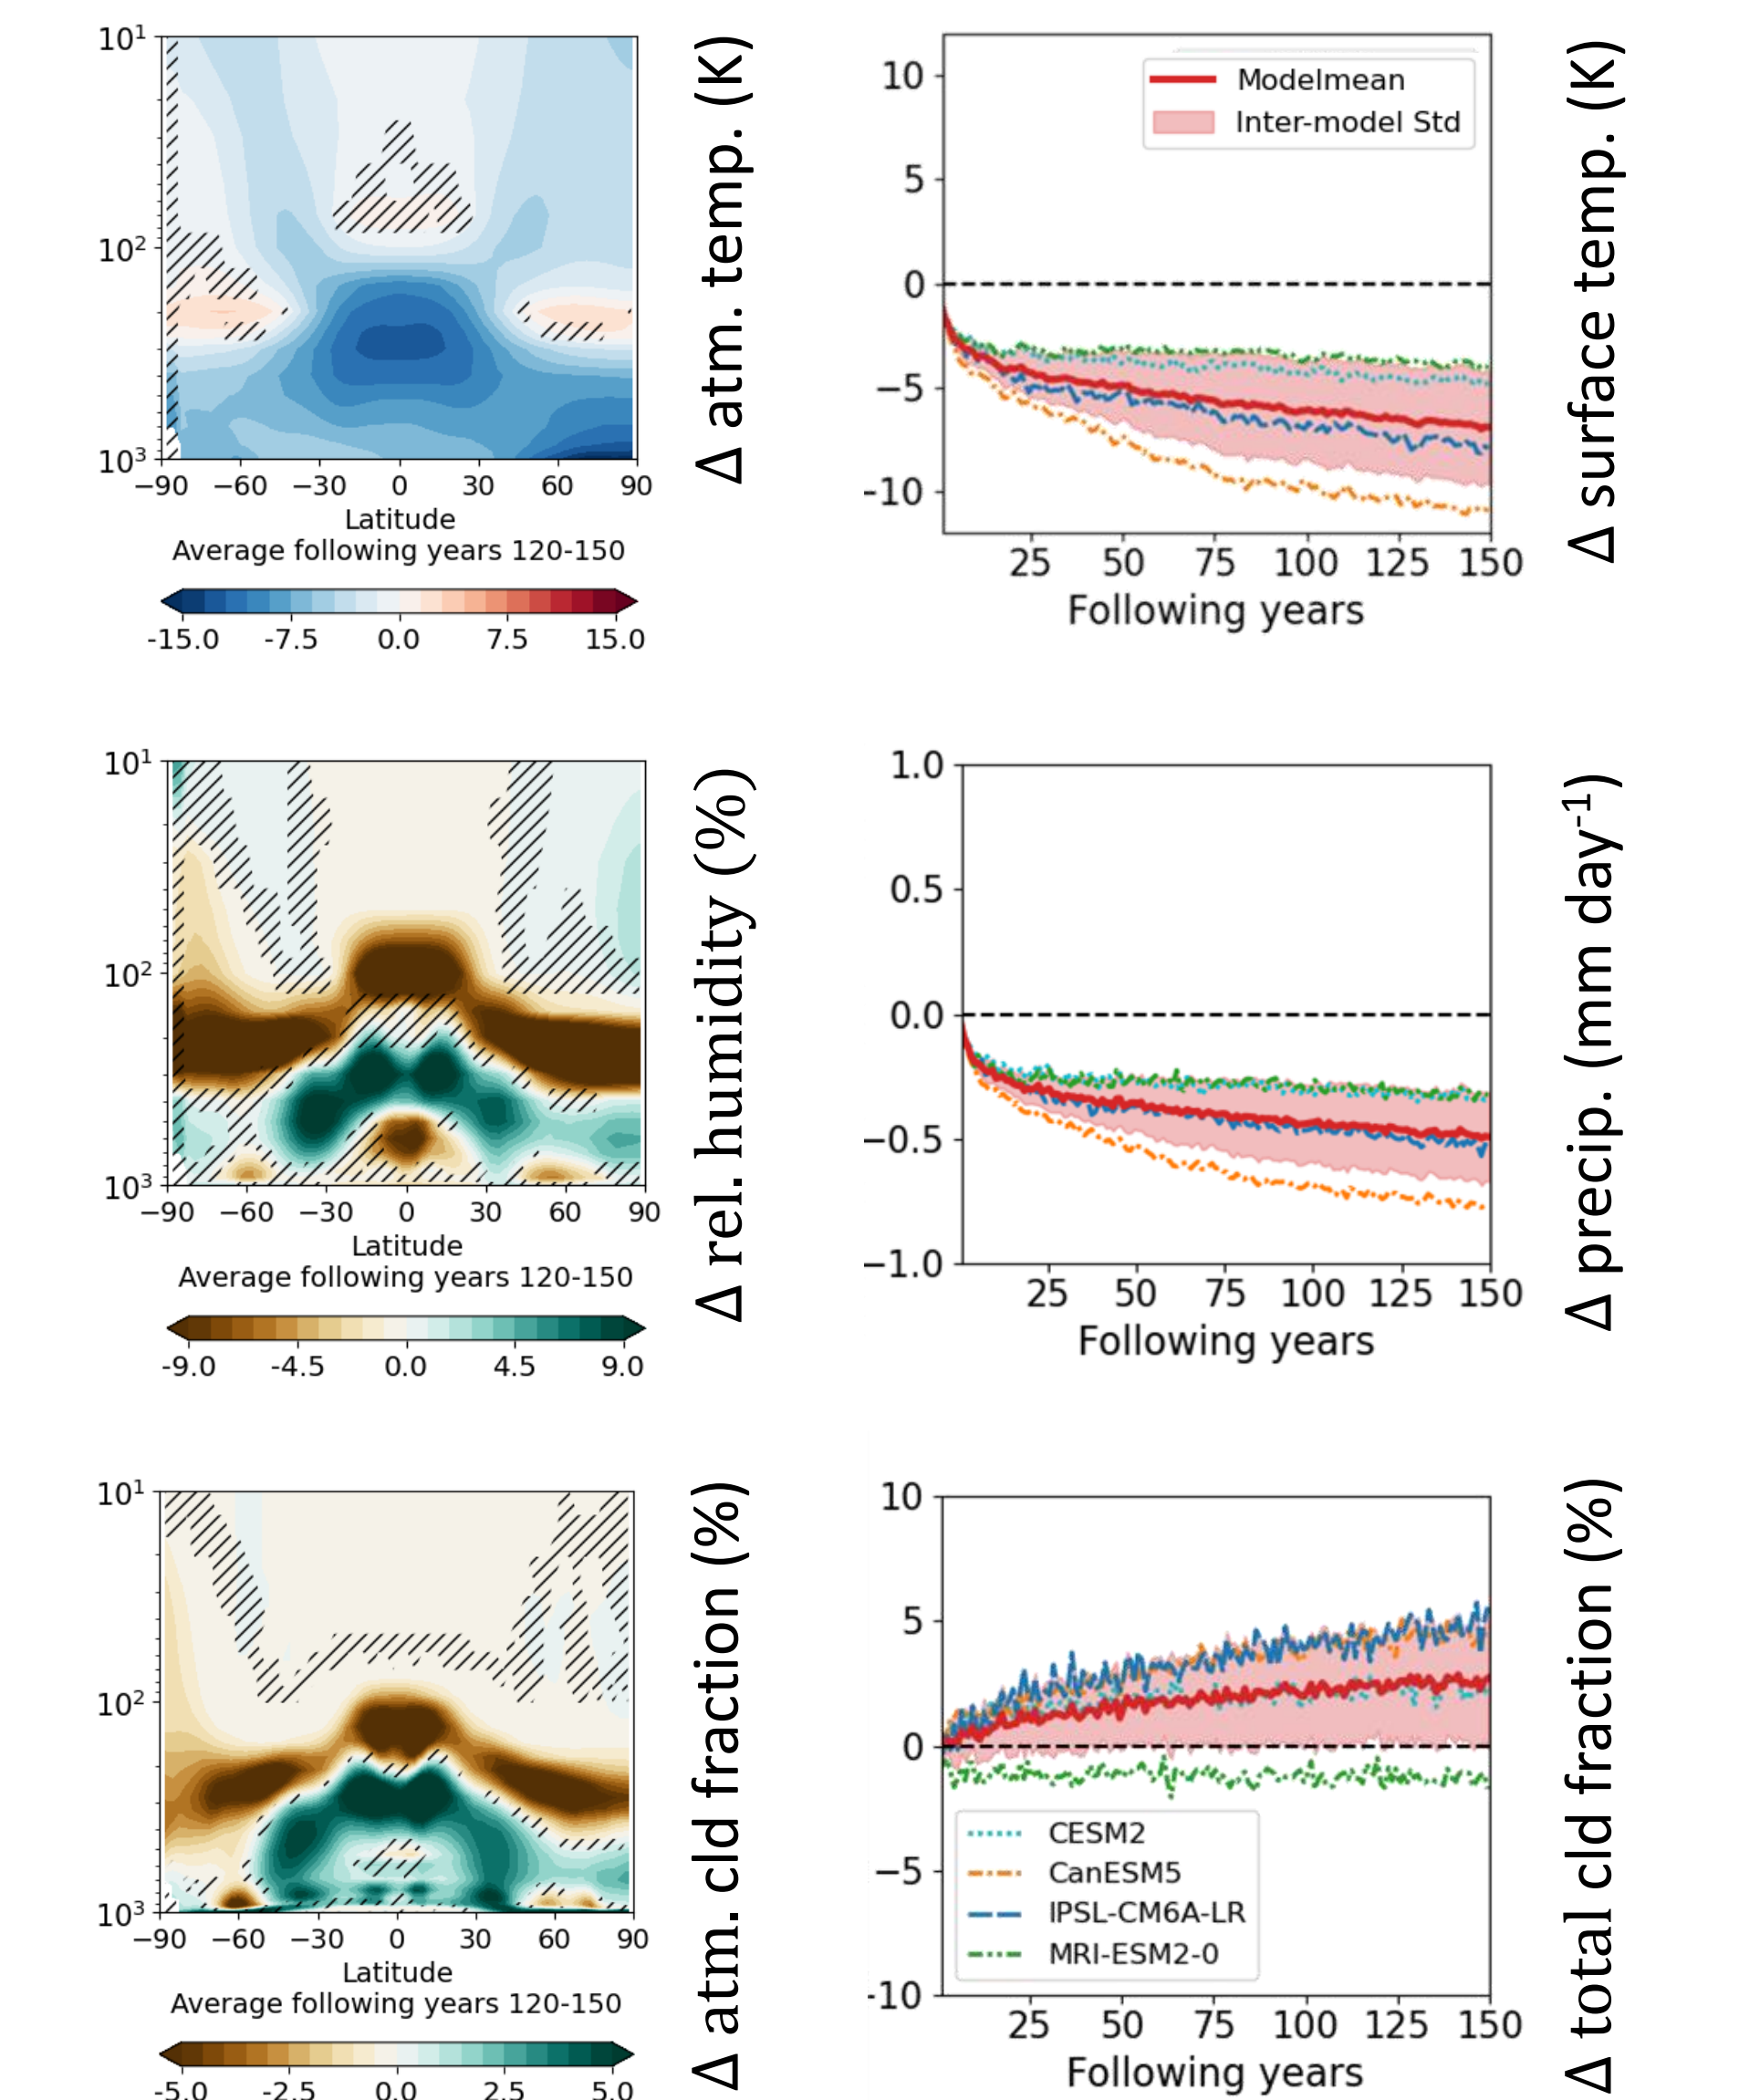 10¹
10²
10³
−90 −60 −30 0 30 60 90
Latitude
Average following years 120-150
-15.0 -7.5 0.0 7.5 15.0
Δ atm. temp. (K)
10
5
0
−5
-10
Modelmean
Inter-model Std
25 50 75 100 125 150
Following years
Δ surface temp. (K)
10¹
10²
10³
−90 −60 −30 0 30 60 90
Latitude
Average following years 120-150
-9.0 -4.5 0.0 4.5 9.0
Δ rel. humidity (%)
1.0
0.5
0.0
−0.5
−1.0
25 50 75 100 125 150
Following years
Δ precip. (mm day⁻¹)
10¹
10²
10³
−90 −60 −30 0 30 60 90
Latitude
Average following years 120-150
-5.0 -2.5 0.0 2.5 5.0
Δ atm. cld fraction (%)
10
5
0
−5
-10
CESM2
CanESM5
IPSL-CM6A-LR
MRI-ESM2-0
25 50 75 100 125 150
Following years
Δ total cld fraction (%)